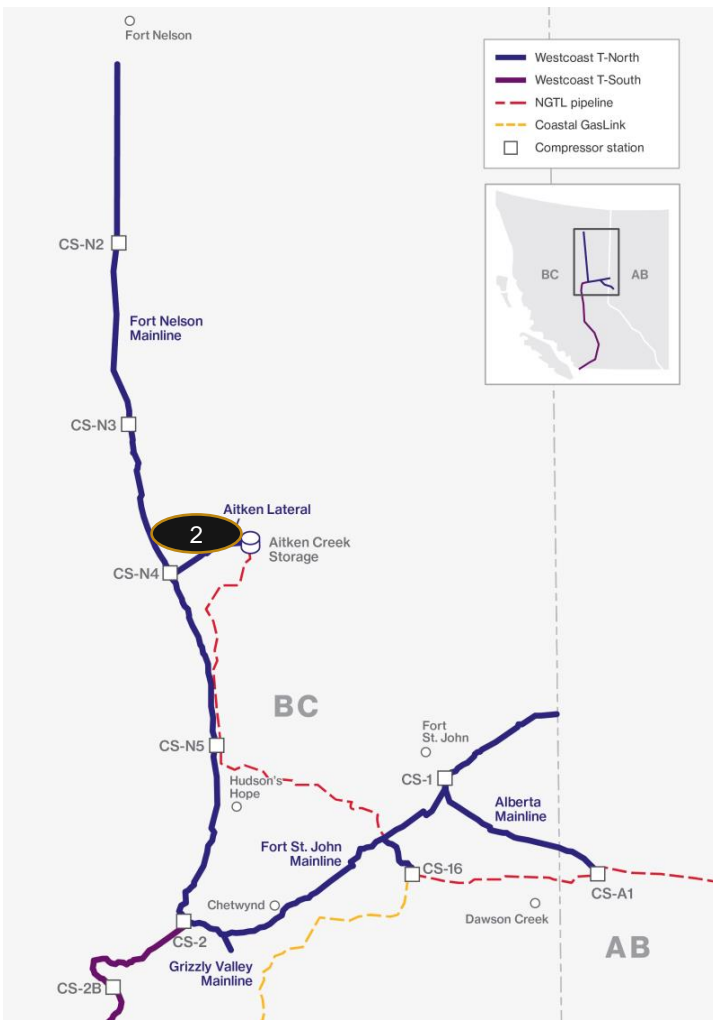 Fort Nelson
Westcoast T-North
Westcoast T-South
NGTL pipeline
Coastal GasLink
Compressor station
CS-N2
BC
AB
Fort Nelson
Mainline
CS-N3
Aitken Lateral
2
Aitken Creek
Storage
CS-N4
BC
Fort
St. John
CS-N5
CS-1
Hudson's
Hope
Alberta
Mainline
Fort St. John
Mainline
CS-16
CS-A1
Chetwynd
Dawson Creek
CS-2
AB
Grizzly Valley
Mainline
CS-2B